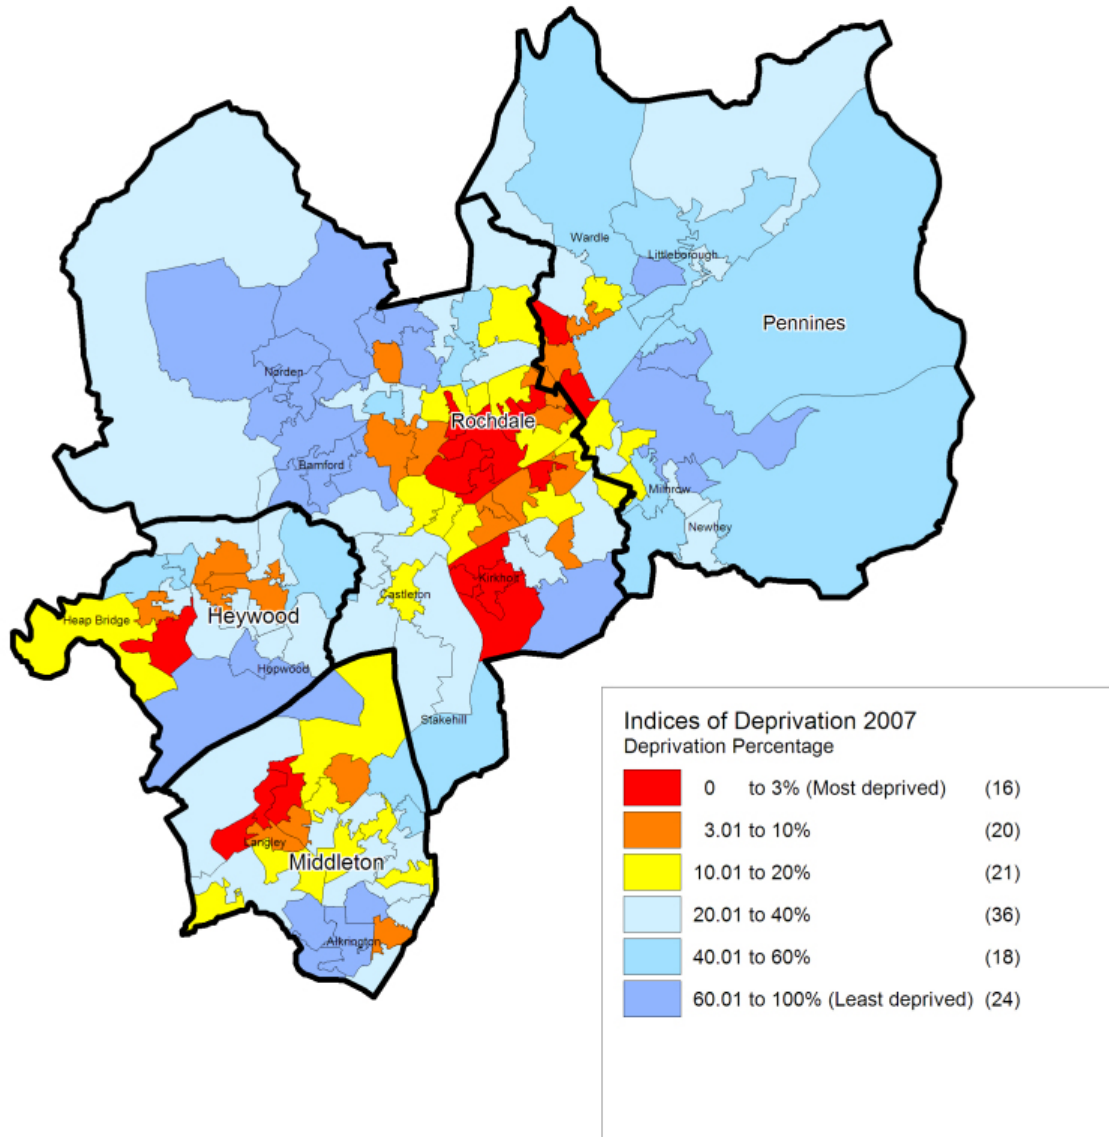 Wardle
Littleborough
Pennines
Norden
Rochdale
Bamford
Milnrow
Newhey
Kirkholt
Castleton
Heap Bridge
Heywood
Hopwood
Stakehill
Langley
Middleton
Alkrington
Indices of Deprivation 2007
Deprivation Percentage
0 to 3% (Most deprived) (16)
3.01 to 10% (20)
10.01 to 20% (21)
20.01 to 40% (36)
40.01 to 60% (18)
60.01 to 100% (Least deprived) (24)